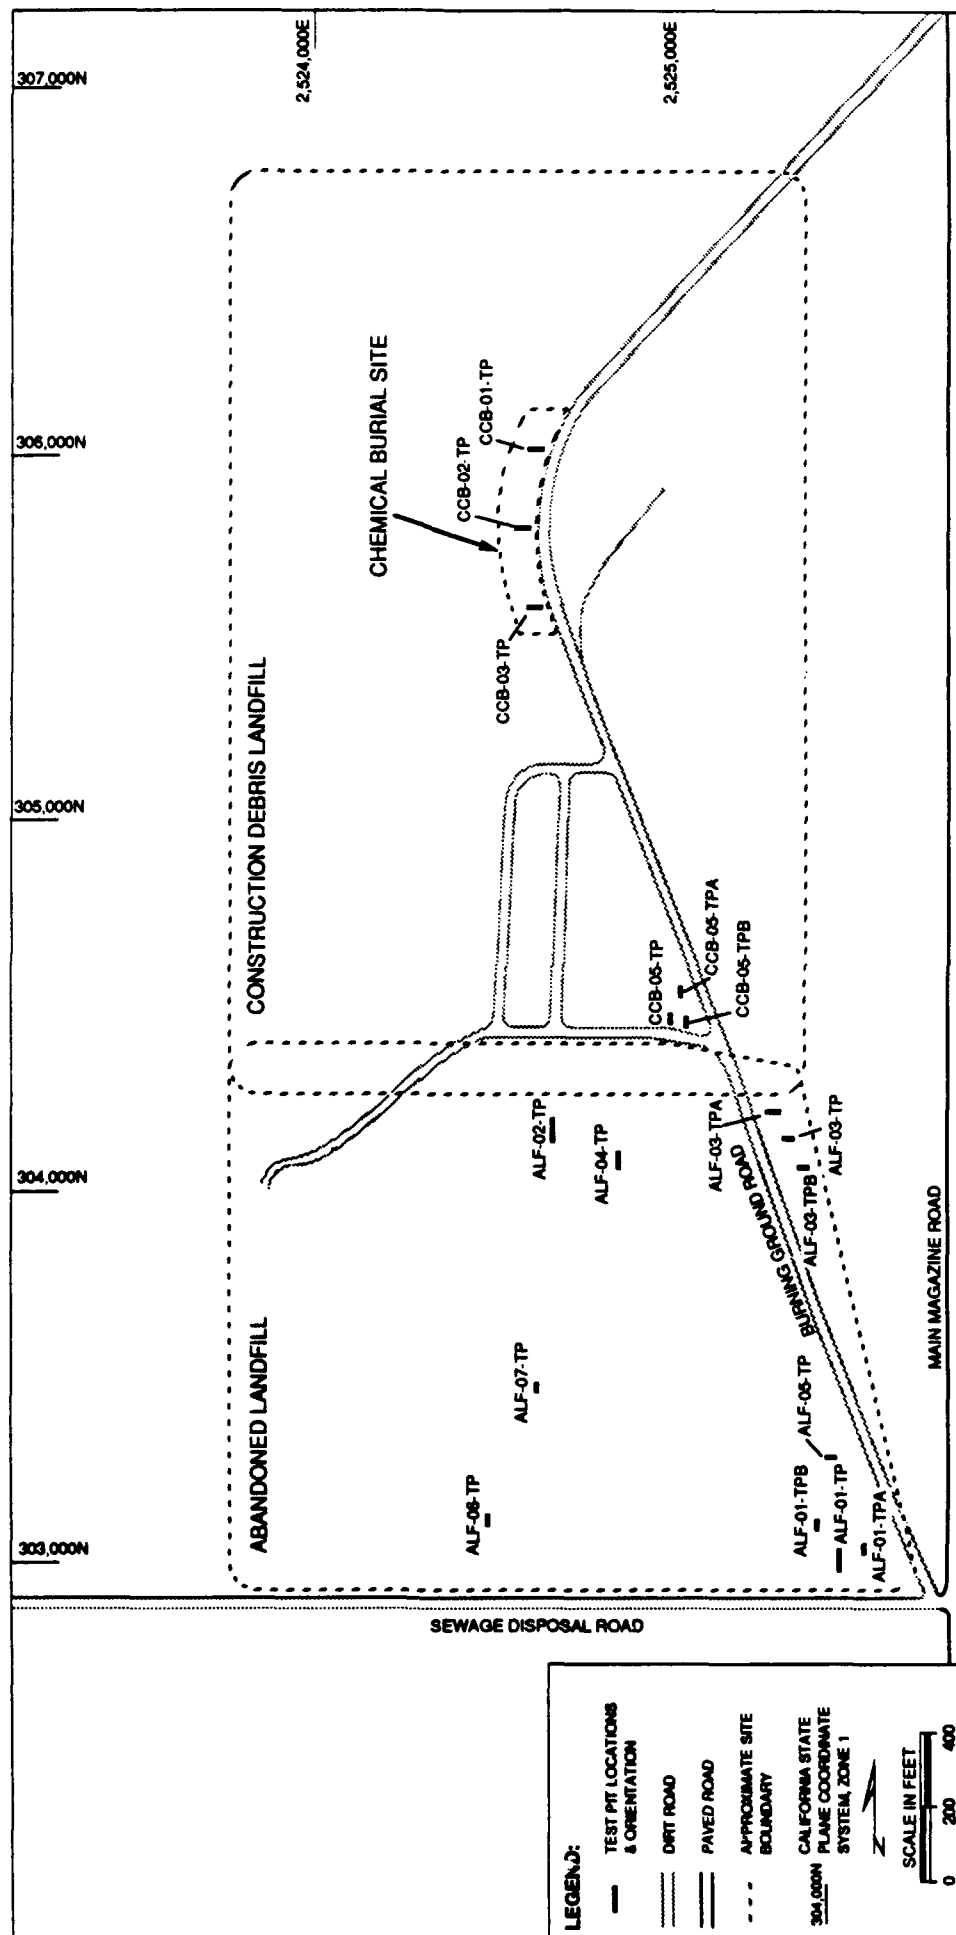 307,000N
306,000N
305,000N
304,000N
303,000N
2,524,000E
2,525,000E
CONSTRUCTION DEBRIS LANDFILL
CHEMICAL BURIAL SITE
CCB-01-TP
CCB-02-TP
CCB-03-TP
CCB-05-TP
CCB-05-TPA
CCB-05-TPB
ABANDONED LANDFILL
ALF-02-TP
ALF-04-TP
ALF-03-TPA
ALF-03-TP
ALF-03-TPB
BURNING GROUND ROAD
ALF-07-TP
ALF-06-TP
ALF-05-TP
ALF-01-TPB
ALF-01-TP
ALF-01-TPA
MAIN MAGAZINE ROAD
SEWAGE DISPOSAL ROAD
LEGEND:
TEST PIT LOCATIONS
& ORIENTATION
DIRT ROAD
PAVED ROAD
APPROXIMATE SITE
BOUNDARY
304,000N
CALIFORNIA STATE
PLANE COORDINATE
SYSTEM, ZONE 1
N
SCALE IN FEET
0 200 400